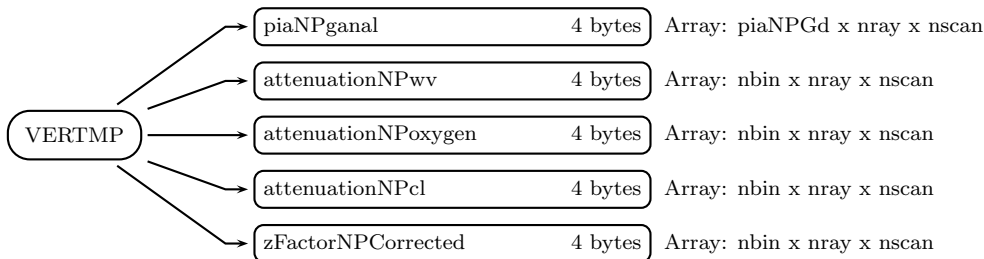 piaNPganal 4 bytes Array: piaNPGd x nray x nscan
attenuationNPwv 4 bytes Array: nbin x nray x nscan
VERTMP attenuationNPoxygen 4 bytes Array: nbin x nray x nscan
attenuationNPcl 4 bytes Array: nbin x nray x nscan
zFactorNPCorrected 4 bytes Array: nbin x nray x nscan